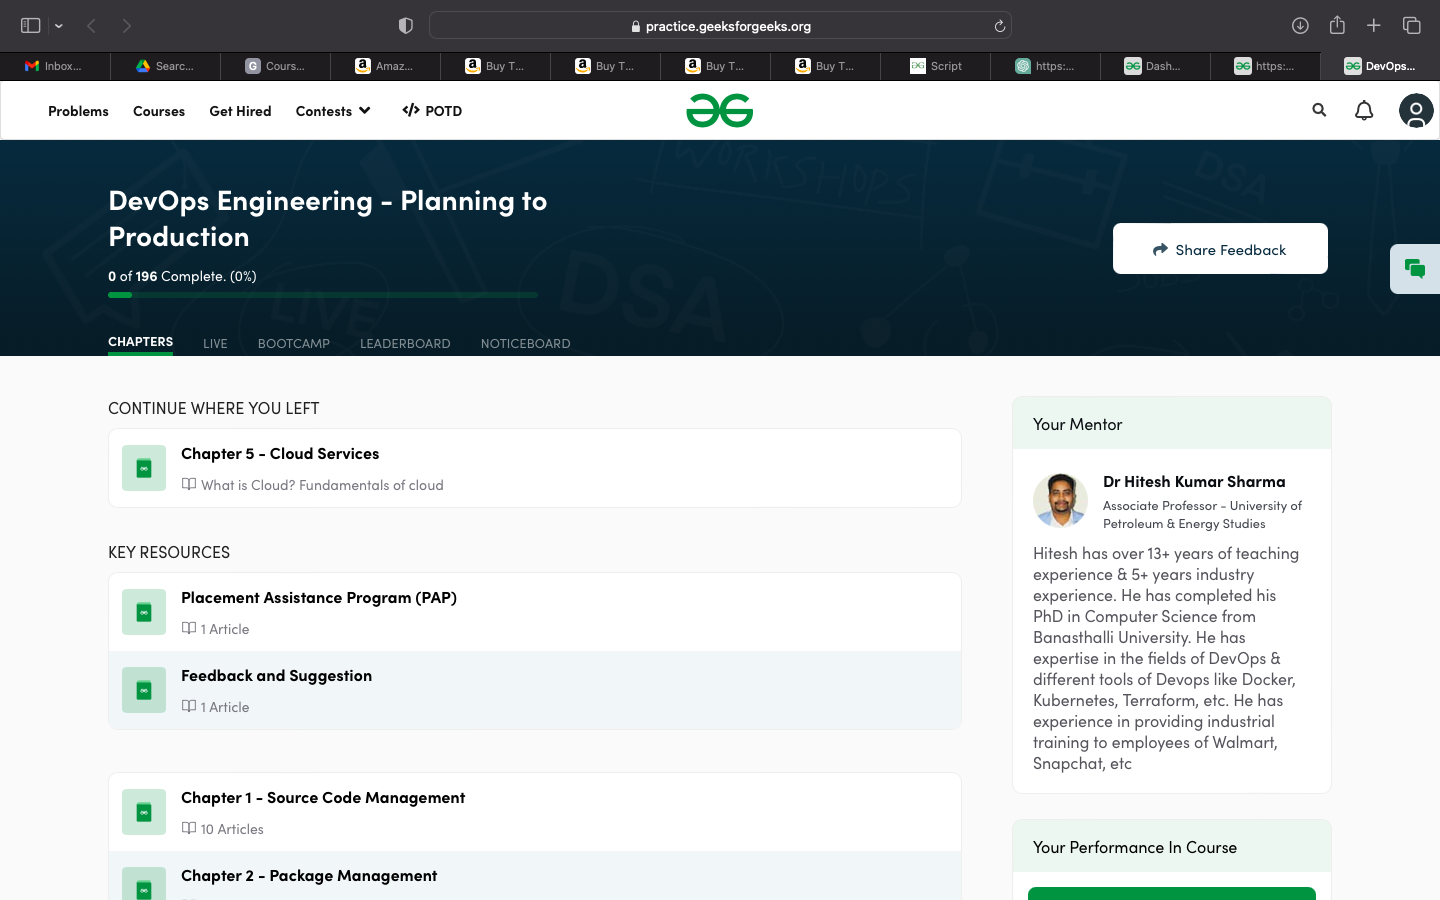 practice.geeksforgeeks.org
Inbox...
Searc...
G Cours...
Amaz...
Buy T...
Buy T...
Buy T...
Buy T...
Script
https:...
Dash...
https:...
DevOps...
Problems Courses Get Hired Contests </> POTD
WORKSHOPS
DSA
DevOps Engineering - Planning to
Production
Share Feedback
0 of 196 Complete. (0%)
LIVE
DSA
CHAPTERS LIVE BOOTCAMP LEADERBOARD NOTICEBOARD
CONTINUE WHERE YOU LEFT
Chapter 5 - Cloud Services
What is Cloud? Fundamentals of cloud
KEY RESOURCES
Placement Assistance Program (PAP)
1 Article
Feedback and Suggestion
1 Article
Chapter 1 - Source Code Management
10 Articles
Chapter 2 - Package Management
Your Mentor
Dr Hitesh Kumar Sharma
Associate Professor - University of
Petroleum & Energy Studies
Hitesh has over 13+ years of teaching
experience & 5+ years industry
experience. He has completed his
PhD in Computer Science from
Banasthalli University. He has
expertise in the fields of DevOps &
different tools of Devops like Docker,
Kubernetes, Terraform, etc. He has
experience in providing industrial
training to employees of Walmart,
Snapchat, etc
Your Performance In Course